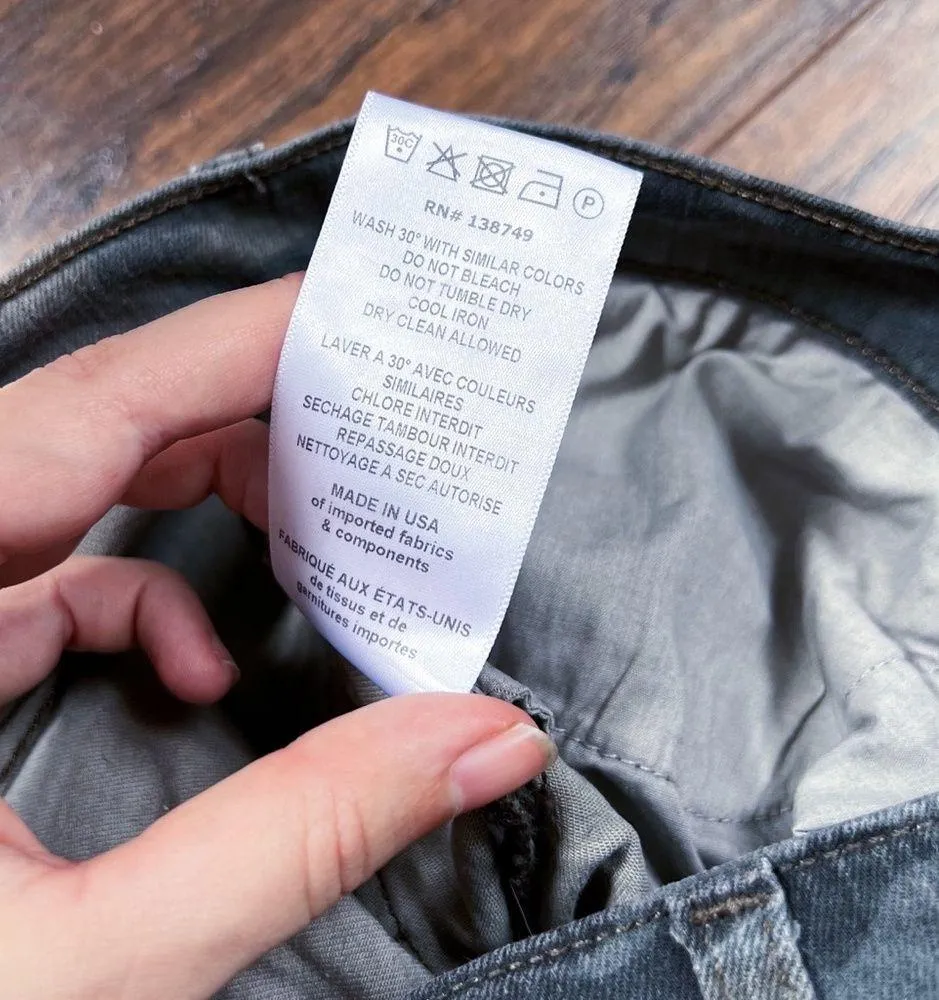 30C
P
RN# 138749
WASH 30° WITH SIMILAR COLORS
DO NOT BLEACH
DO NOT TUMBLE DRY
COOL IRON
DRY CLEAN ALLOWED
LAVER A 30° AVEC COULEURS
SIMILAIRES
CHLORE INTERDIT
SECHAGE TAMBOUR INTERDIT
REPASSAGE DOUX
NETTOYAGE A SEC AUTORISE
MADE IN USA
of imported fabrics
& components
FABRIQUÉ AUX ÉTATS-UNIS
de tissus et de
garnitures importes